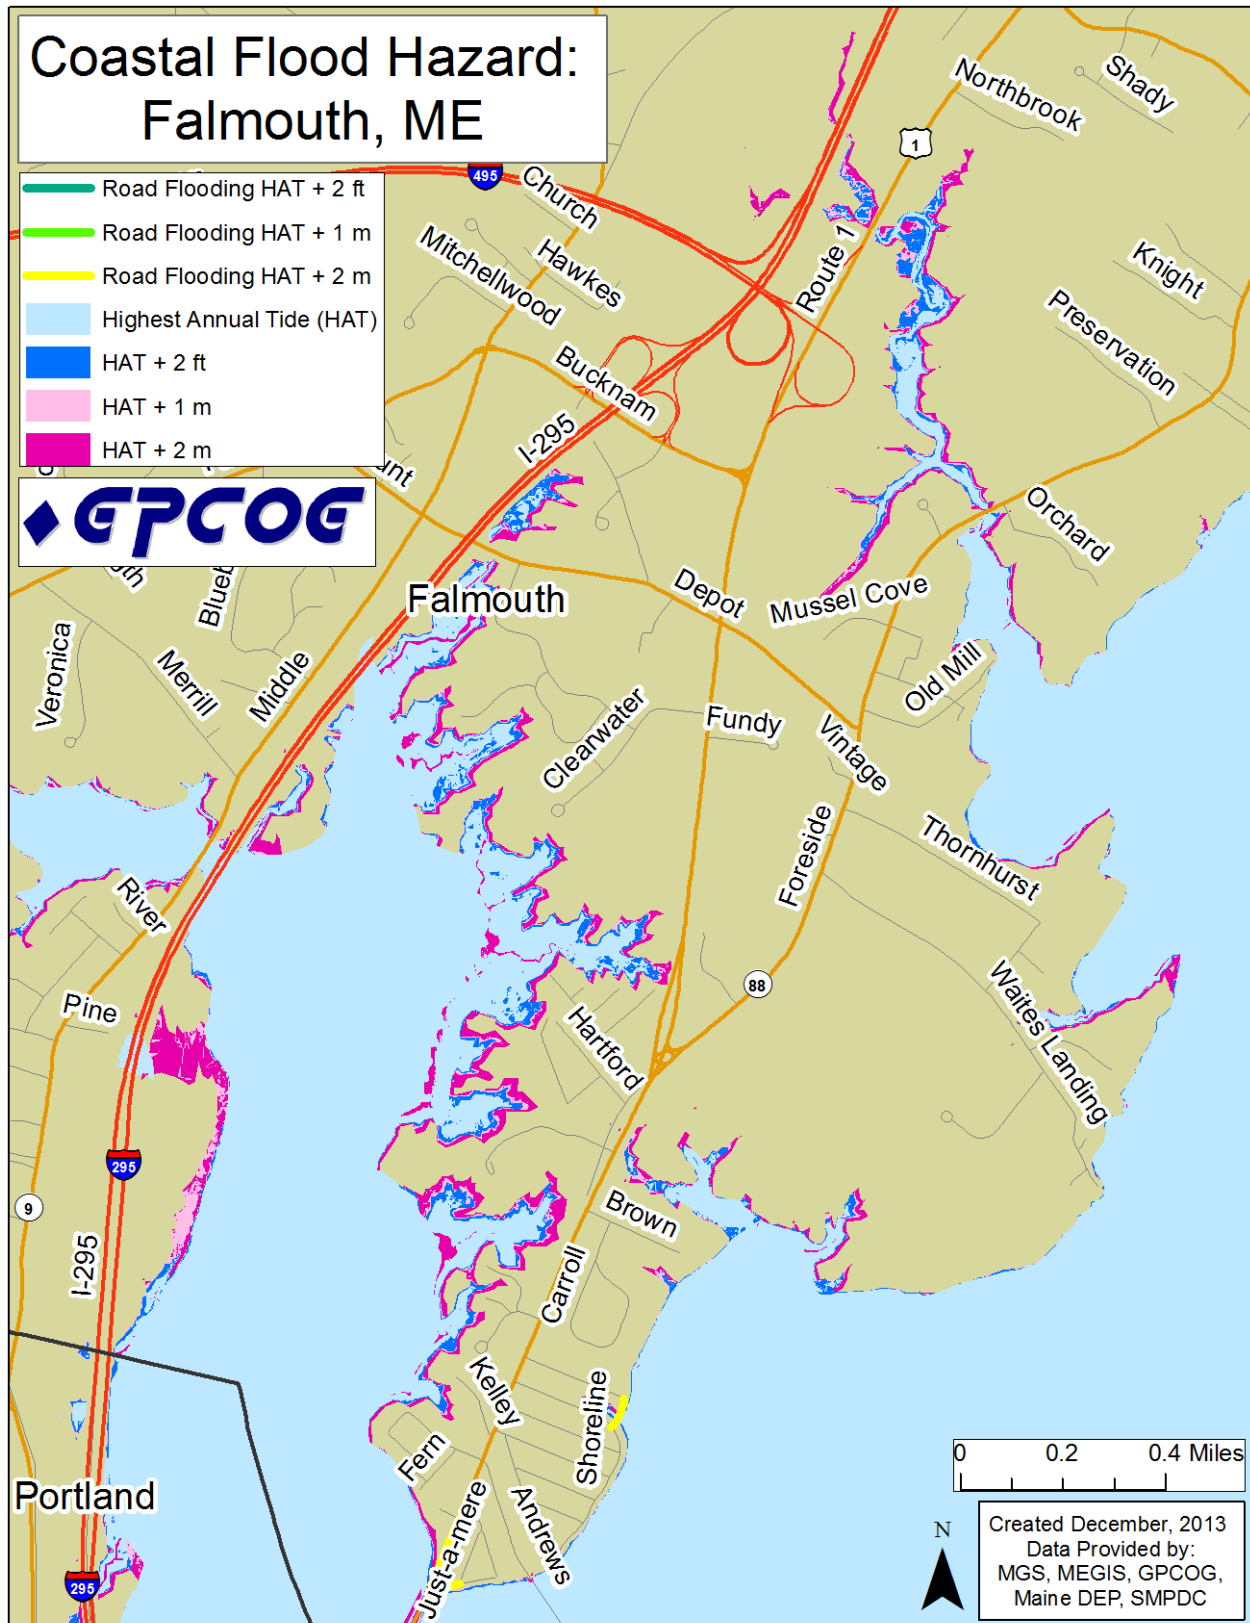 Coastal Flood Hazard:
Falmouth, ME
Road Flooding HAT + 2 ft
Road Flooding HAT + 1 m
Road Flooding HAT + 2 m
Highest Annual Tide (HAT)
HAT + 2 ft
HAT + 1 m
HAT + 2 m
GPCOG
495
Church
Northbrook
Shady
1
Hawkes
Mitchellwood
Route 1
Knight
Preservation
Bucknam
I-295
Orchard
Falmouth
Depot
Mussel Cove
Veronica
Merrill
Middle
Old Mill
Clearwater
Fundy
Vintage
Thornhurst
Foreside
River
Pine
88
Waites Landing
Hartford
295
9
I-295
Brown
Carroll
Kelley
Shoreline
Fern
Andrews
Just-a-mere
Portland
295
0 0.2 0.4 Miles
N
Created December, 2013
Data Provided by:
MGS, MEGIS, GPCOG,
Maine DEP, SMPDC